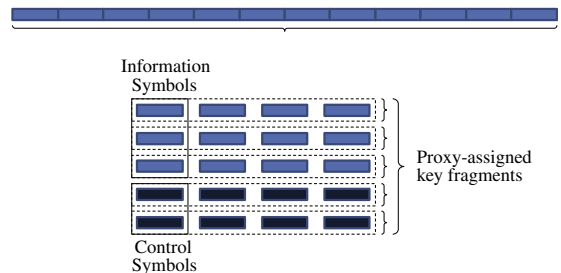 Information
Symbols
Proxy-assigned
key fragments
Control
Symbols